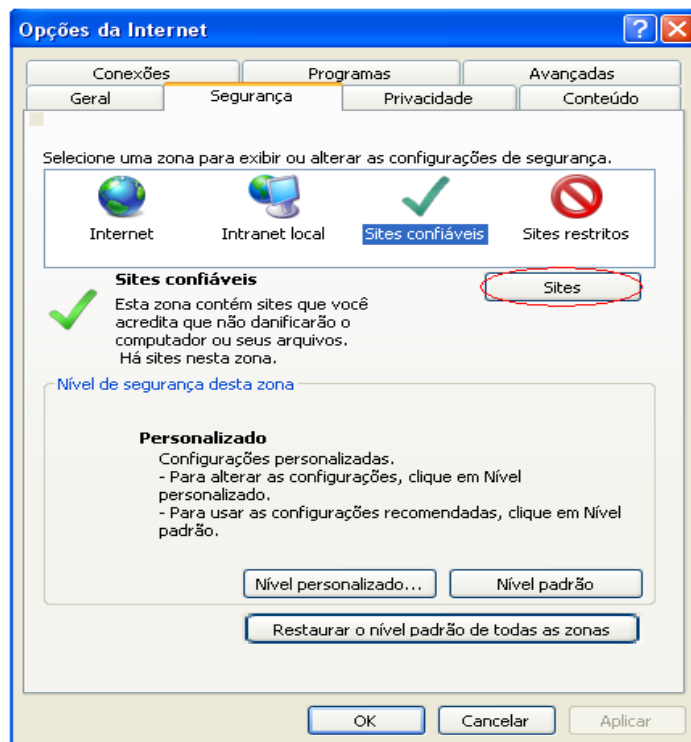 Opções da Internet
Conexões Programas Avançadas
Geral Segurança Privacidade Conteúdo
Selecione uma zona para exibir ou alterar as configurações de segurança.
Internet Intranet local Sites confiáveis Sites restritos
Sites confiáveis
Sites
Esta zona contém sites que você
acredita que não danificarão o
computador ou seus arquivos.
Há sites nesta zona.
Nível de segurança desta zona
Personalizado
Configurações personalizadas.
- Para alterar as configurações, clique em Nível
personalizado.
- Para usar as configurações recomendadas, clique em Nível
padrão.
Nível personalizado... Nível padrão
Restaurar o nível padrão de todas as zonas
OK Cancelar Aplicar